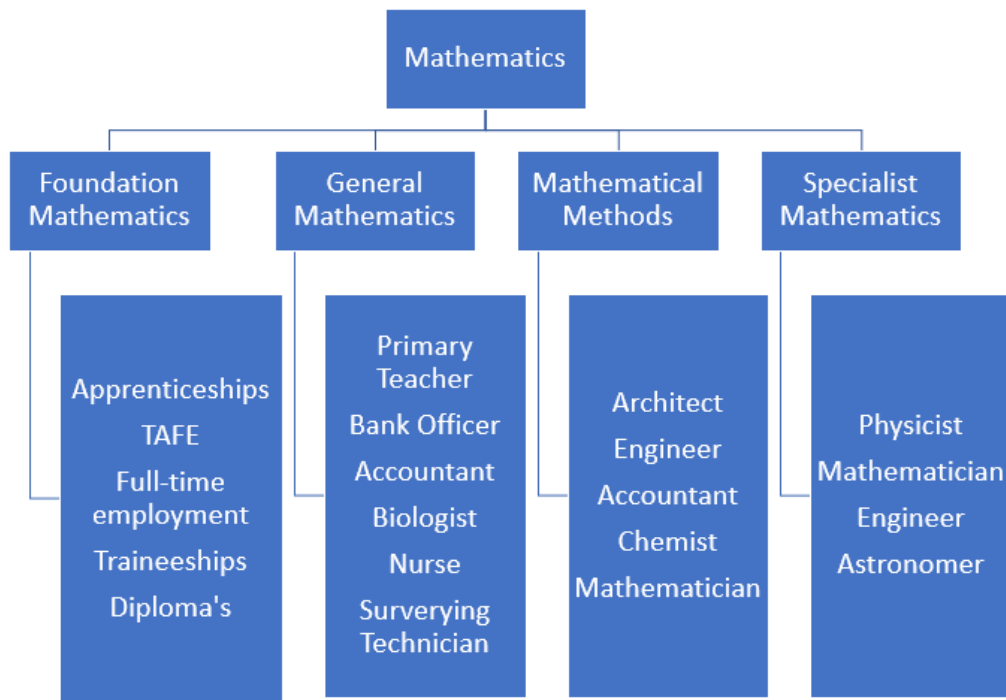 Mathematics
Foundation
Mathematics
General
Mathematics
Mathematical
Methods
Specialist
Mathematics
Apprenticeships
TAFE
Full-time
employment
Traineeships
Diploma's
Primary
Teacher
Bank Officer
Accountant
Biologist
Nurse
Surverying
Technician
Architect
Engineer
Accountant
Chemist
Mathematician
Physicist
Mathematician
Engineer
Astronomer